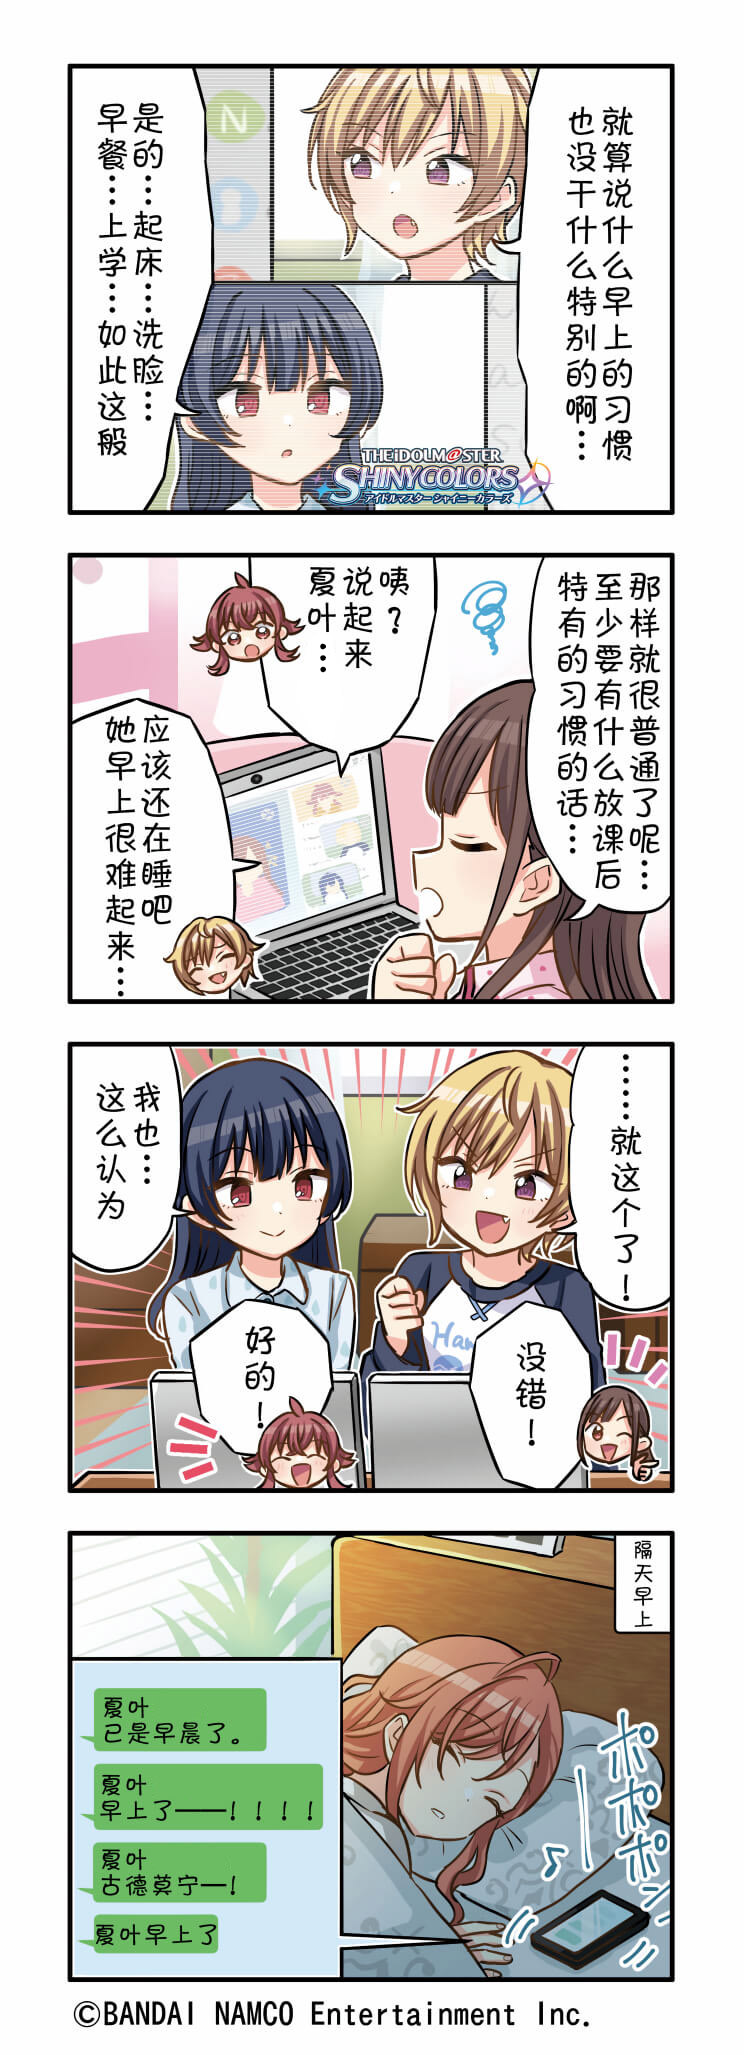 就算说什么早上的习惯
也没干什么特别的啊…
是的…起床…洗脸…
早餐…上学…如此这般
N
THE iDOLM@STER
SHINY COLORS
アイドルマスター シャイニーカラーズ
那样就很普通了呢…
至少要有什么放课后
特有的习惯的话…
咦？
说起来
夏叶…
应该还在睡吧
她早上很难起来…
……就这个了！
我也…
这么认为
Han
没错！
好的！
隔天早上
夏叶
已是早晨了。
夏叶
早上了——！！！！
夏叶
古德莫宁—！
夏叶早上了
ポポポン
©BANDAI NAMCO Entertainment Inc.